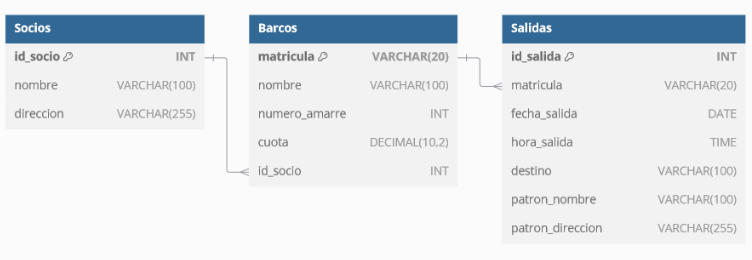 Socios
id_socio INT
nombre VARCHAR(100)
direccion VARCHAR(255)
Barcos
matricula VARCHAR(20)
nombre VARCHAR(100)
numero_amarre INT
cuota DECIMAL(10,2)
id_socio INT
Salidas
id_salida INT
matricula VARCHAR(20)
fecha_salida DATE
hora_salida TIME
destino VARCHAR(100)
patron_nombre VARCHAR(100)
patron_direccion VARCHAR(255)